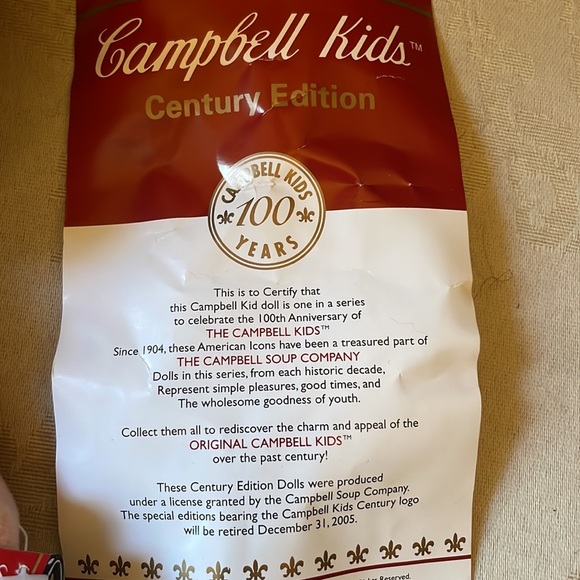 Campbell Kids™
Century Edition
CAMPBELL KIDS
100
YEARS
This is to Certify that
this Campbell Kid doll is one in a series
to celebrate the 100th Anniversary of
THE CAMPBELL KIDS™
Since 1904, these American Icons have been a treasured part of
THE CAMPBELL SOUP COMPANY
Dolls in this series, from each historic decade,
Represent simple pleasures, good times, and
The wholesome goodness of youth.
Collect them all to rediscover the charm and appeal of the
ORIGINAL CAMPBELL KIDS™
over the past century!
These Century Edition Dolls were produced
under a license granted by the Campbell Soup Company.
The special editions bearing the Campbell Kids Century logo
will be retired December 31, 2005.
Reserved.